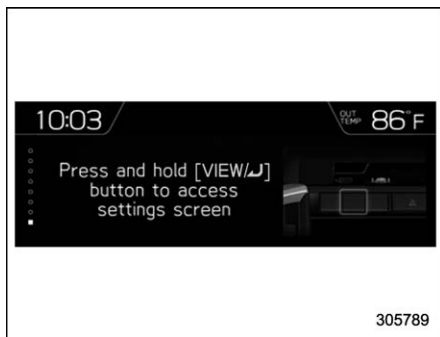 10:03
OUT TEMP 86°F
Press and hold [VIEW/⮐]
button to access
settings screen
305789